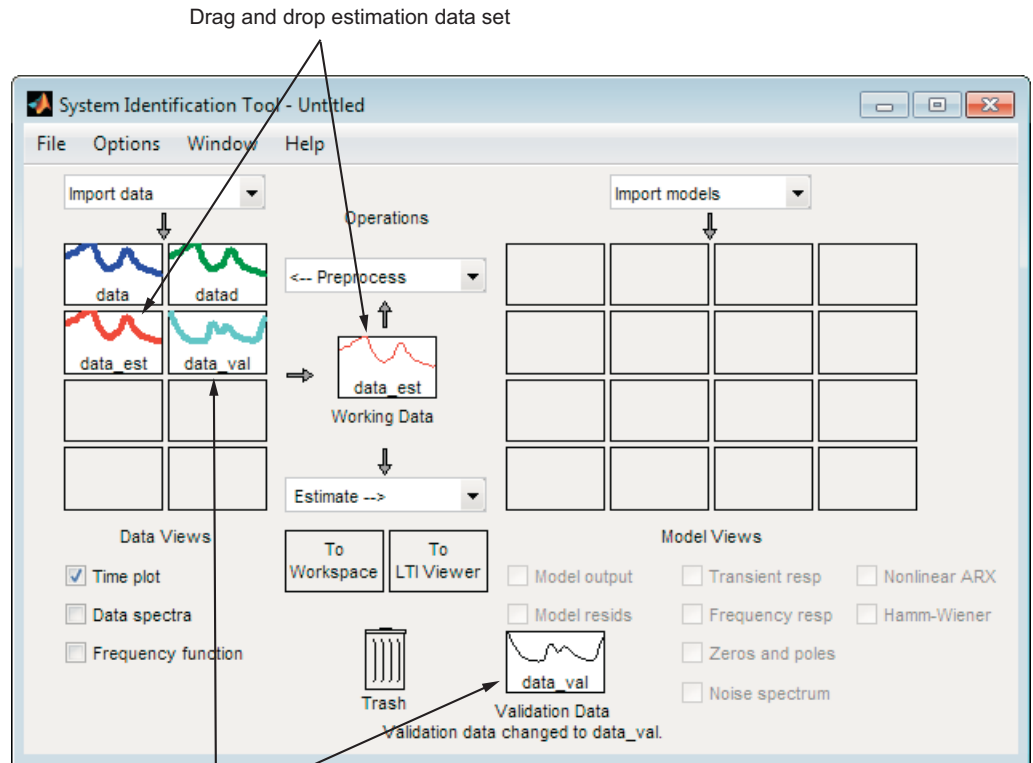 Drag and drop estimation data set
System Identification Tool - Untitled
File Options Window Help
Import data
Import models
Operations
data
datad
<-- Preprocess
data_est
data_val
data_est
Working Data
Estimate -->
Data Views
To Workspace
To LTI Viewer
Model Views
Time plot
Data spectra
Frequency function
Model output
Transient resp
Nonlinear ARX
Model resids
Frequency resp
Hamm-Wiener
Zeros and poles
Noise spectrum
Trash
data_val
Validation Data
Validation data changed to data_val.